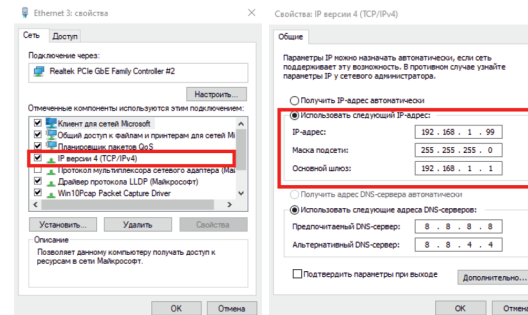 Ethernet 3: свойства
Сеть
Доступ
Подключение через:
Realtek PCIe GbE Family Controller #2
Настроить...
Отмеченные компоненты используются этим подключением:
Клиент для сетей Microsoft
Общий доступ к файлам и принтерам для сетей Mi
Планировщик пакетов QoS
IP версии 4 (TCP/IPv4)
Протокол мультиплексора сетевого адаптера (Май
Драйвер протокола LLDP (Майкрософт)
Win10Pcap Packet Capture Driver
Установить...
Удалить
Свойства
Описание
Позволяет данному компьютеру получать доступ к
ресурсам в сети Майкрософт.
OK
Отмена
Свойства: IP версии 4 (TCP/IPv4)
Общие
Параметры IP можно назначать автоматически, если сеть
поддерживает эту возможность. В противном случае узнайте
параметры IP у сетевого администратора.
Получить IP-адрес автоматически
Использовать следующий IP-адрес:
IP-адрес: 192 . 168 . 1 . 99
Маска подсети: 255 . 255 . 255 . 0
Основной шлюз: 192 . 168 . 1 . 1
Получить адрес DNS-сервера автоматически
Использовать следующие адреса DNS-серверов:
Предпочитаемый DNS-сервер: 8 . 8 . 8 . 8
Альтернативный DNS-сервер: 8 . 8 . 4 . 4
Подтвердить параметры при выходе
Дополнительно...
OK
Отмена